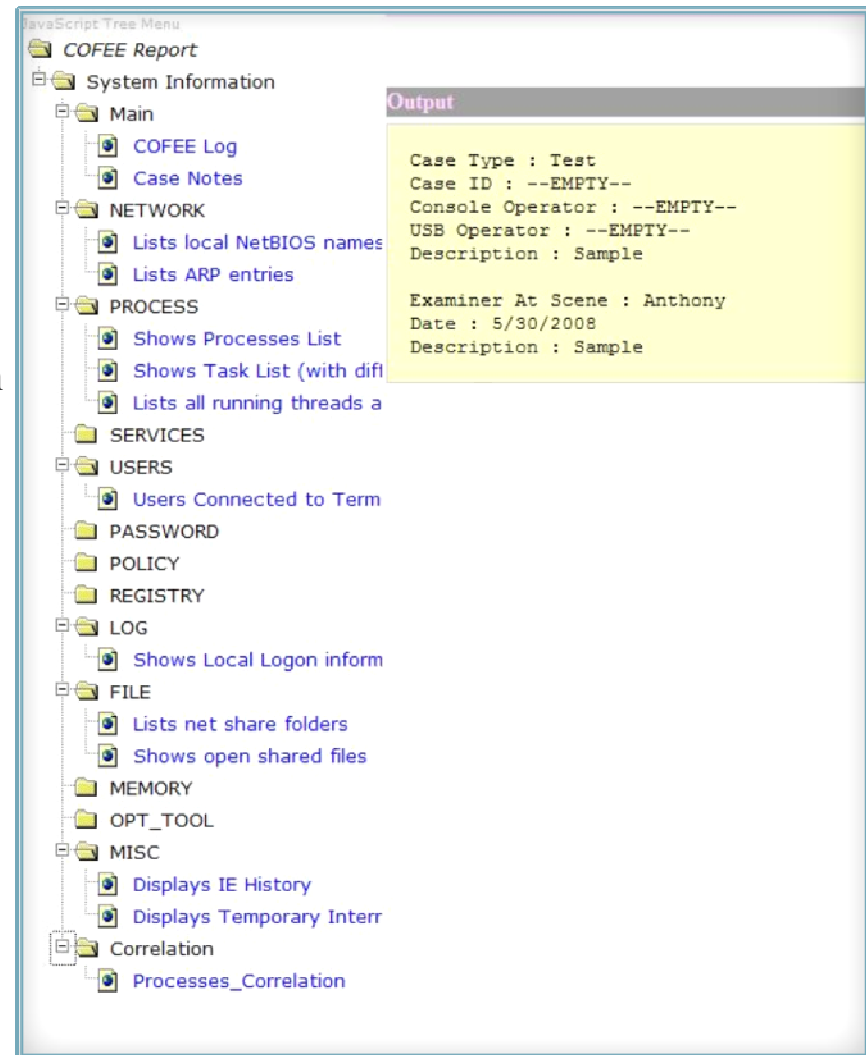 JavaScript Tree Menu
COFEE Report
System Information
Main
COFEE Log
Case Notes
NETWORK
Lists local NetBIOS names
Lists ARP entries
PROCESS
Shows Processes List
Shows Task List (with
Lists all running threads a
SERVICES
USERS
Users Connected to Term
PASSWORD
POLICY
REGISTRY
LOG
Shows Local Logon inform
FILE
Lists net share folders
Shows open shared files
MEMORY
OPT_TOOL
MISC
Displays IE History
Displays Temporary
Correlation
Processes_Correlation
Output
Case Type : Test
Case ID : --EMPTY--
Console Operator : --EMPTY--
USB Operator : --EMPTY--
Description : Sample
Examiner At Scene : Anthony
Date : 5/30/2008
Description : Sample